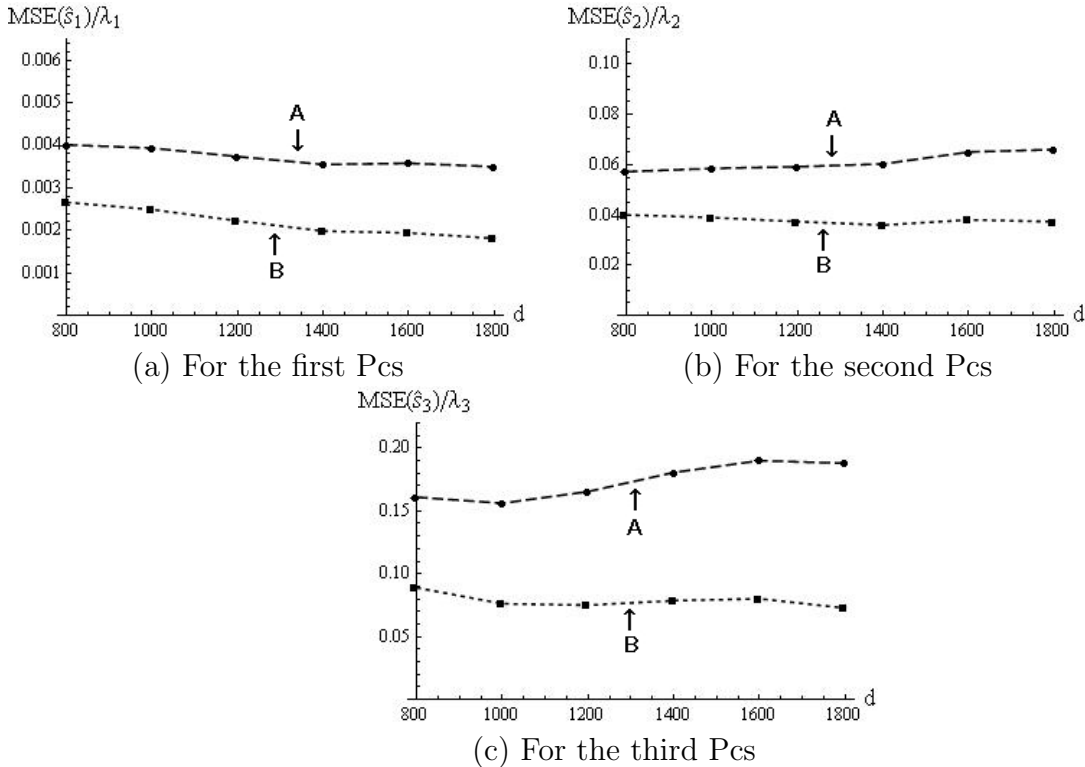 MSE(ŝ₁)/λ₁
0.006
0.005
0.004
0.003
0.002
0.001
A
B
800 1000 1200 1400 1600 1800 d
(a) For the first Pcs
MSE(ŝ₂)/λ₂
0.10
0.08
0.06
0.04
0.02
A
B
800 1000 1200 1400 1600 1800 d
(b) For the second Pcs
MSE(ŝ₃)/λ₃
0.20
0.15
0.10
0.05
A
B
800 1000 1200 1400 1600 1800 d
(c) For the third Pcs